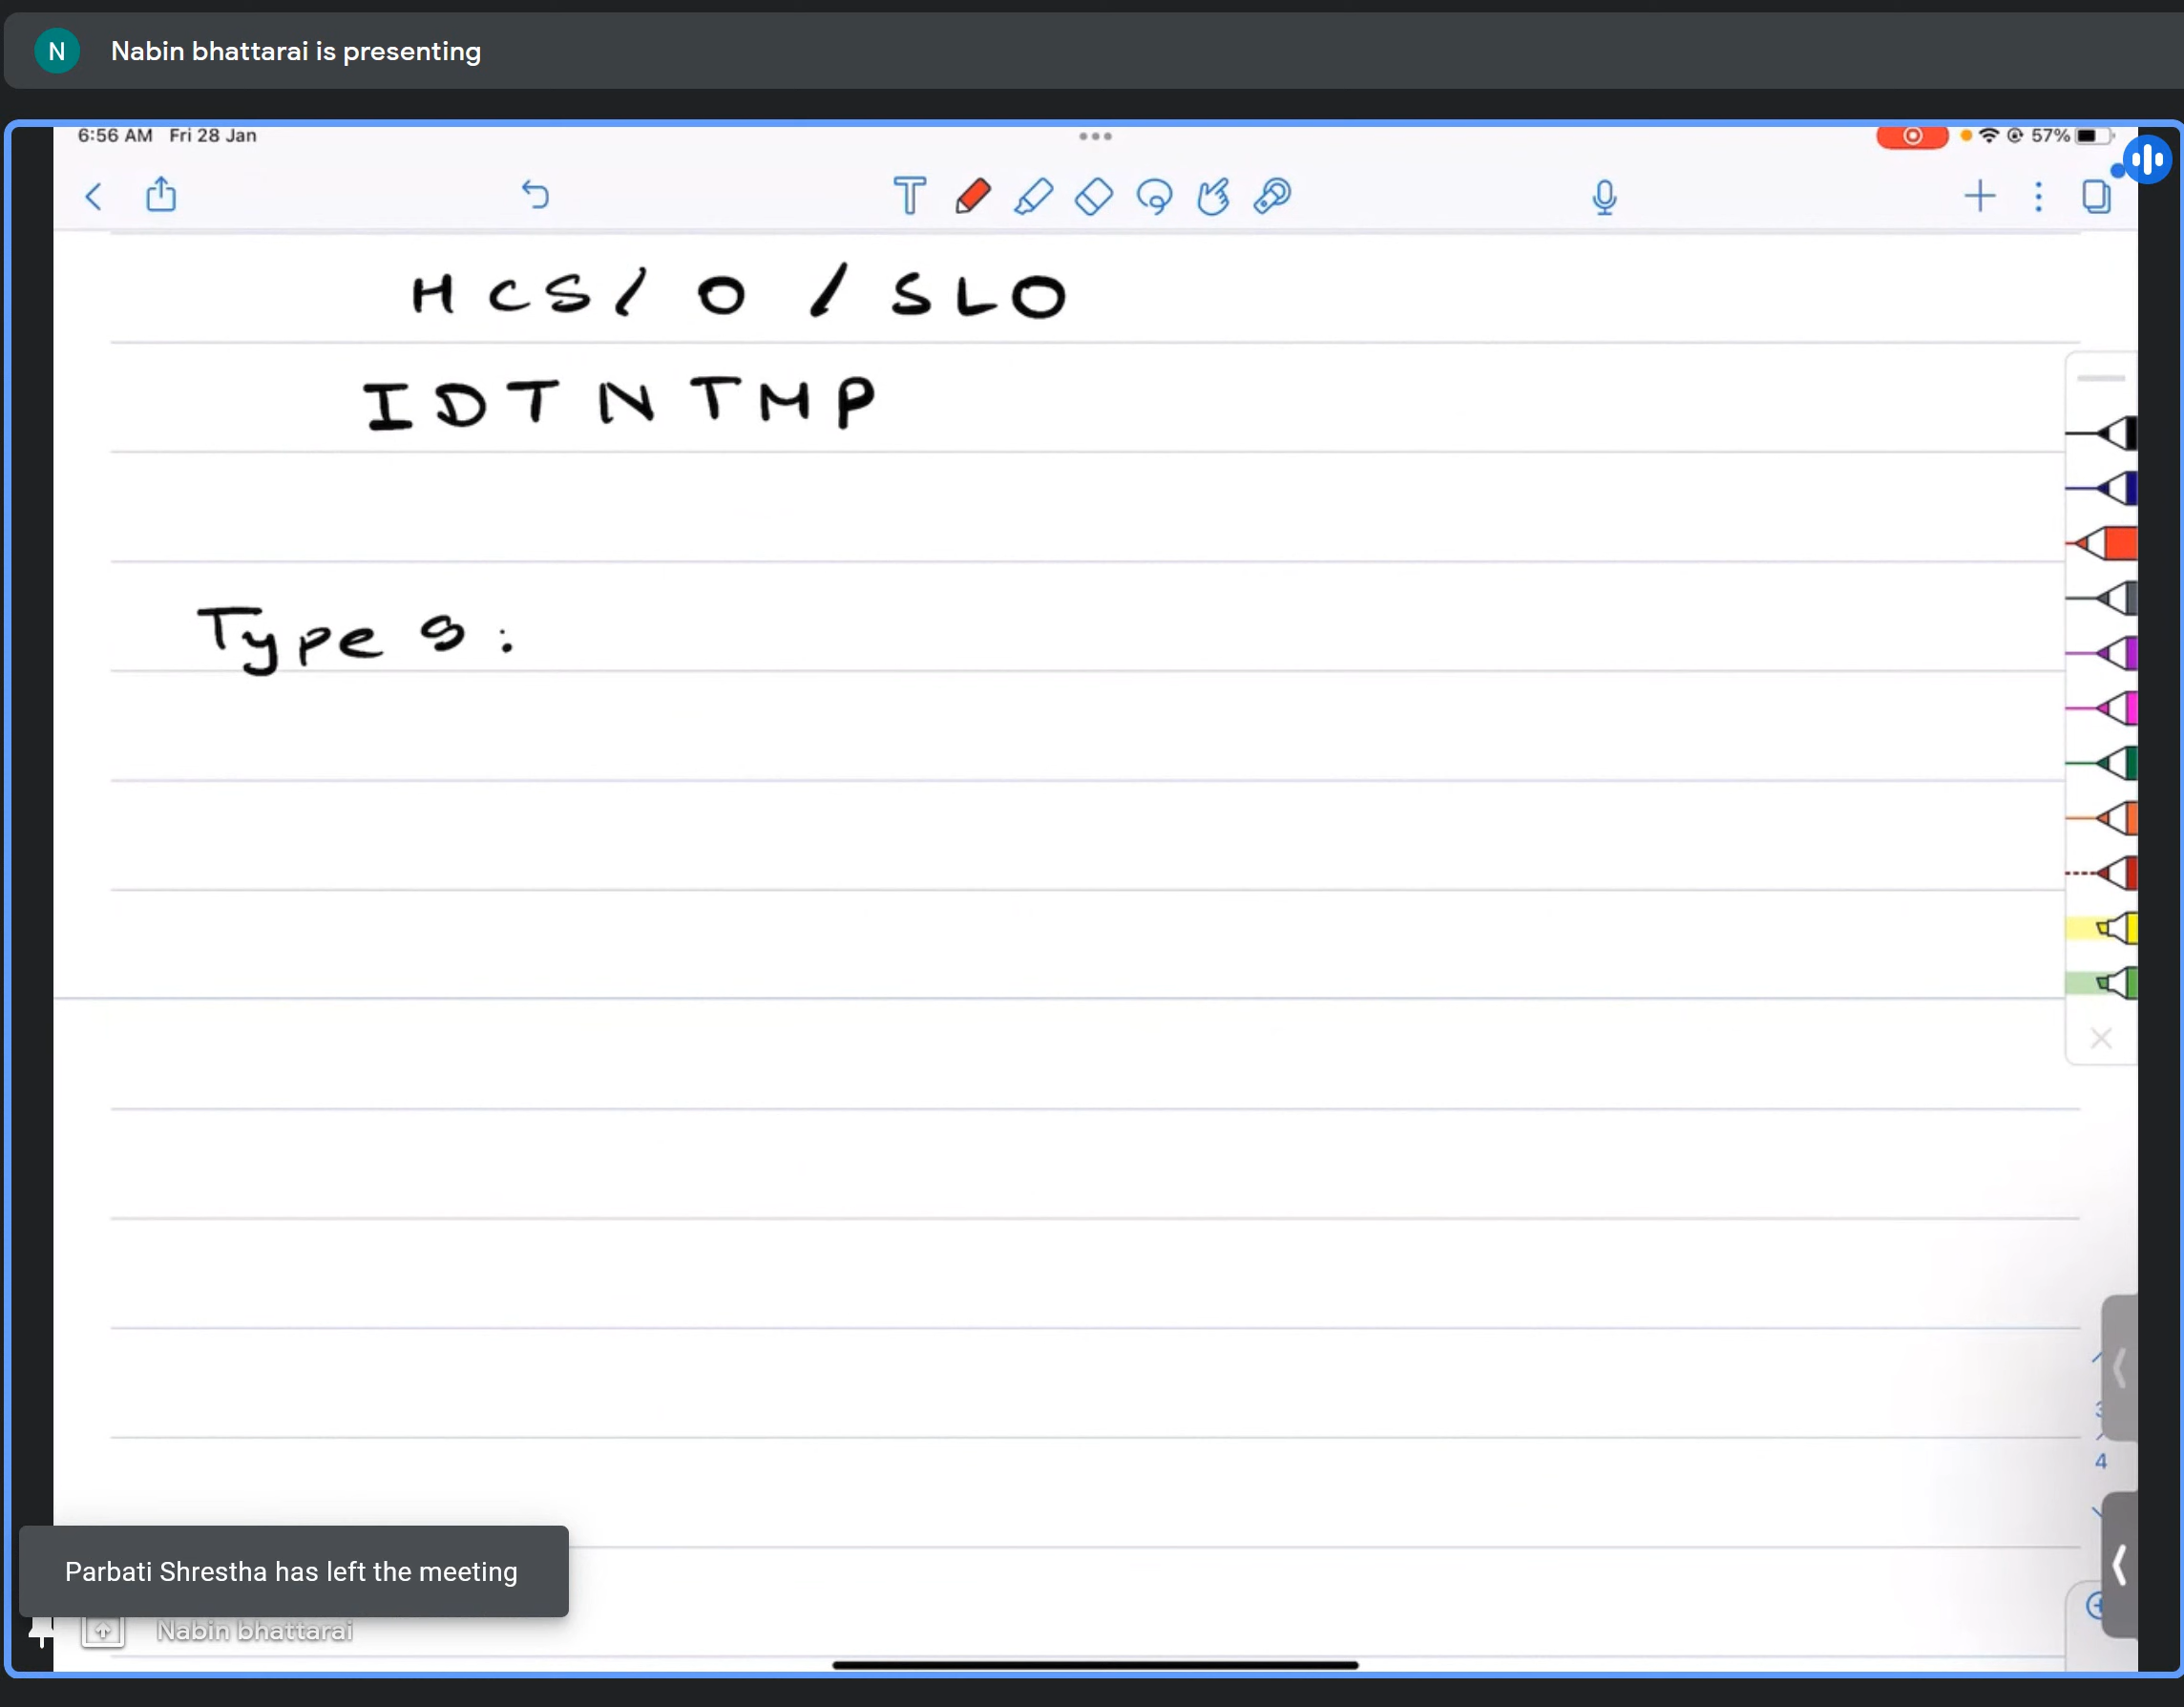 N Nabin bhattarai is presenting
6:56 AM Fri 28 Jan
57%
T
HCS/ O / SLO
IDTNTMP
Types:
3
4
Parbati Shrestha has left the meeting
Nabin bhattarai